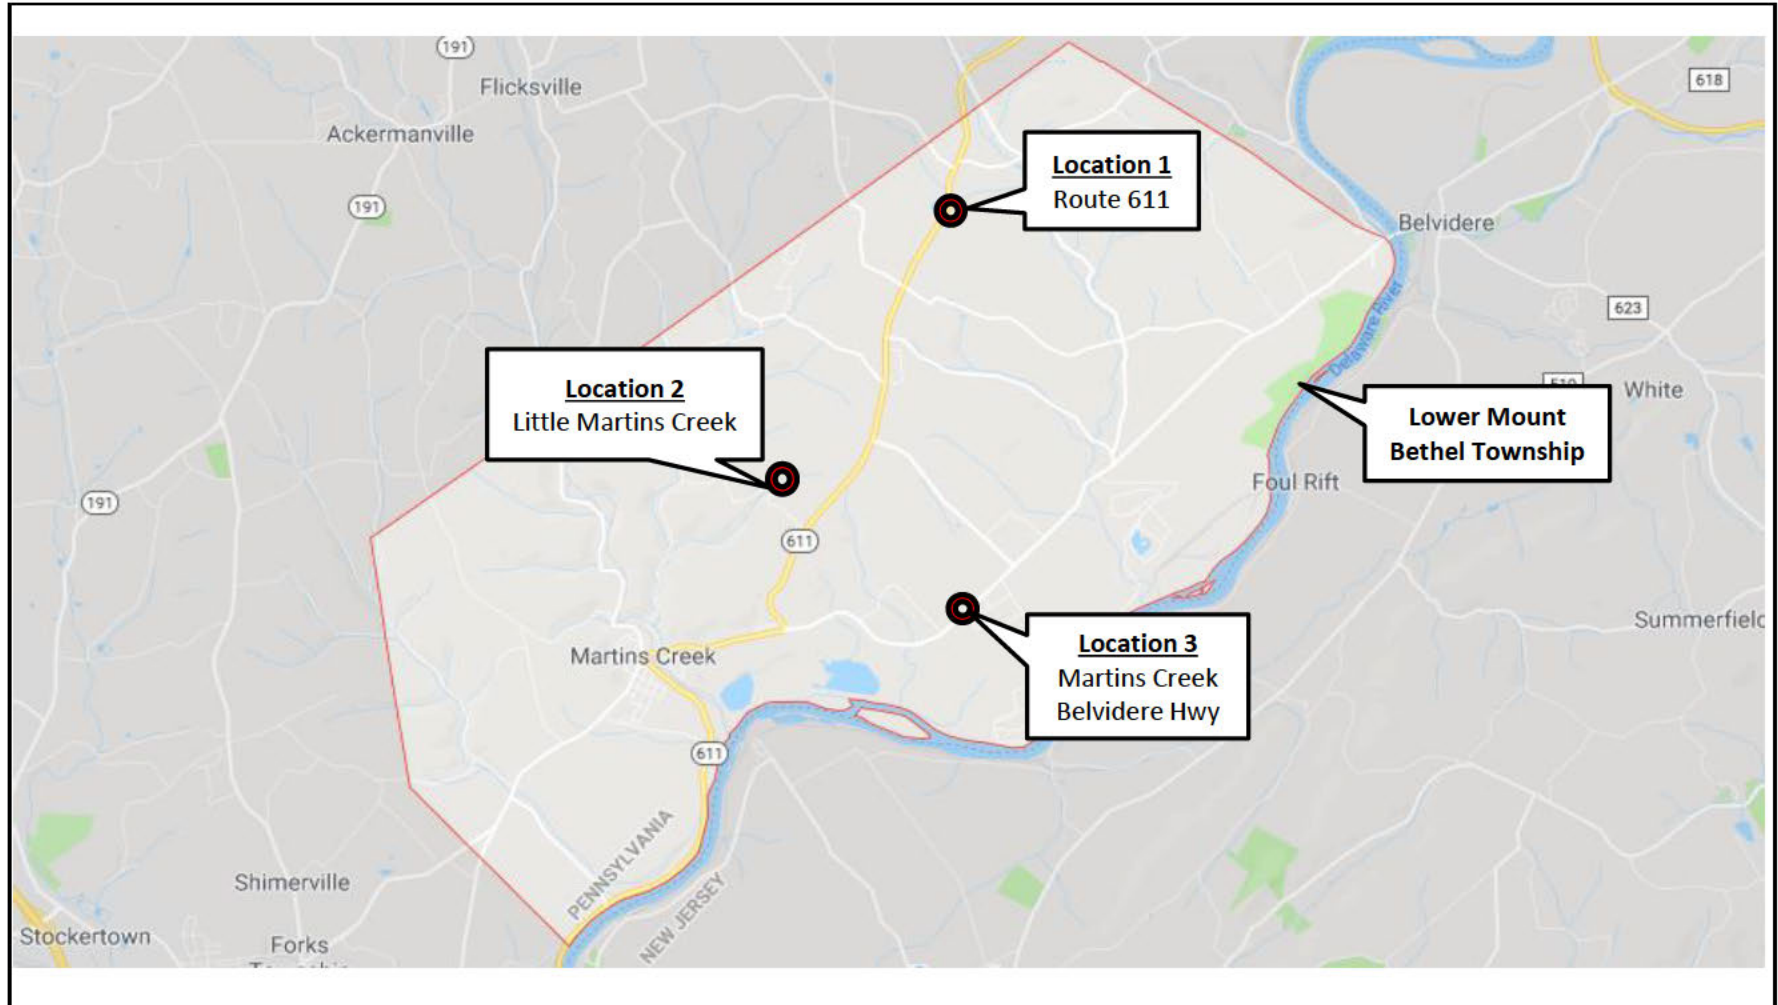 191
Flicksville
618
Ackermanville
Location 1
Route 611
191
Belvidere
Delaware River
623
Location 2
Little Martins Creek
519
White
Lower Mount
Bethel Township
191
Foul Rift
611
Summerfield
Location 3
Martins Creek
Belvidere Hwy
Martins Creek
611
PENNSYLVANIA
NEW JERSEY
Shimerville
Stockertown
Forks